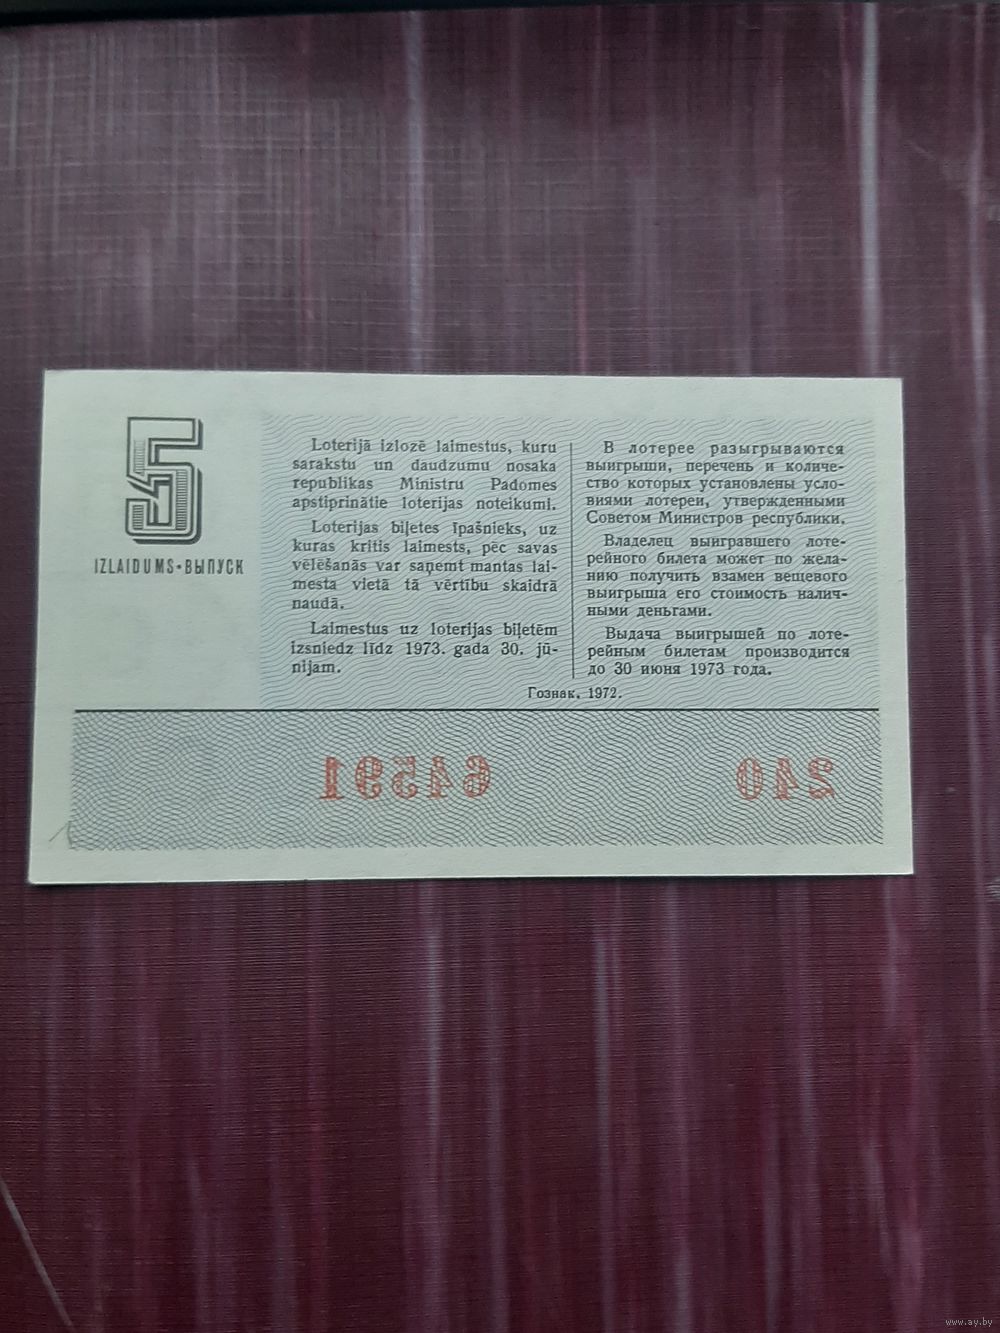 5
IZLAIDUMS·ВЫПУСК
Loterijā izlozē laimestus, kuru
sarakstu un daudzumu nosaka
republikas Ministru Padomes
apstiprinātie loterijas noteikumi.
Loterijas biļetes īpašnieks, uz
kuras kritis laimests, pēc savas
vēlēšanās var saņemt mantas lai-
mesta vietā tā vērtību skaidrā
naudā.
Laimestus uz loterijas biļetēm
izsniedz līdz 1973. gada 30. jū-
nijam.
В лотерее разыгрываются
выигрыши, перечень и количе-
ство которых установлены усло-
виями лотереи, утвержденными
Советом Министров республики.
Владелец выигравшего лоте-
рейного билета может по жела-
нию получить взамен вещевого
выигрыша его стоимость налич-
ными деньгами.
Выдача выигрышей по лоте-
рейным билетам производится
до 30 июня 1973 года.
Гознак. 1972.
64591
240
www.ay.by